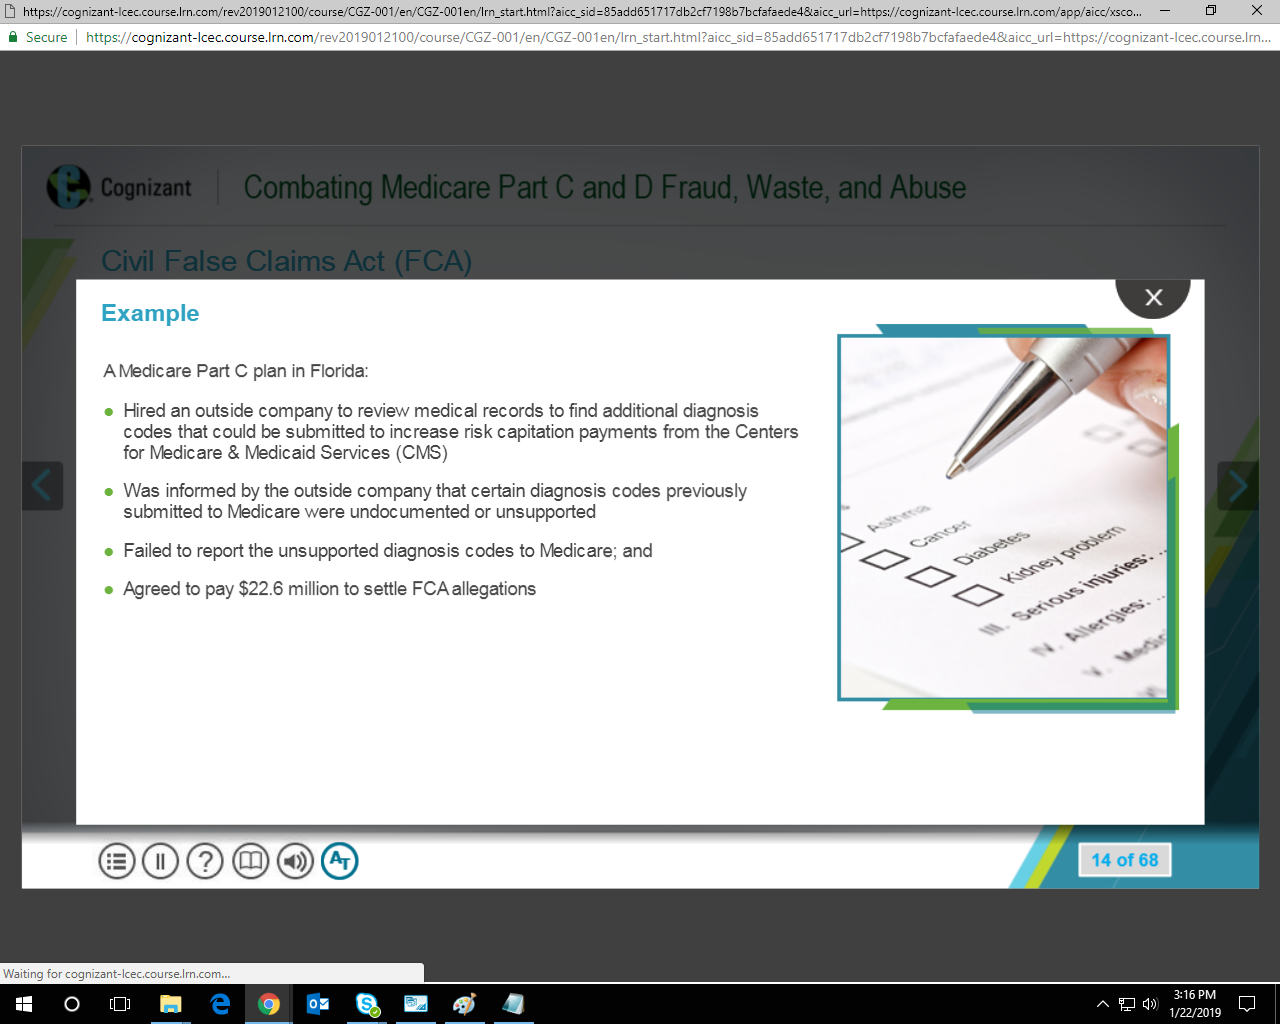 https://cognizant-lcec.course.lrn.com/rev2019012100/course/CGZ-001/en/CGZ-001en/lrn_start.html?aicc_sid=85add651717db2cf7198b7bcfafaede4&aicc_url=https://cognizant-lcec.course.lrn.com/app/aicc/xsco...
Secure
https://cognizant-lcec.course.lrn.com/rev2019012100/course/CGZ-001/en/CGZ-001en/lrn_start.html?aicc_sid=85add651717db2cf7198b7bcfafaede4&aicc_url=https://cognizant-lcec.course.lrn...
Cognizant
Combating Medicare Part C and D Fraud, Waste, and Abuse
Civil False Claims Act (FCA)
Example
X
A Medicare Part C plan in Florida:
Hired an outside company to review medical records to find additional diagnosis
codes that could be submitted to increase risk capitation payments from the Centers
for Medicare & Medicaid Services (CMS)
Was informed by the outside company that certain diagnosis codes previously
submitted to Medicare were undocumented or unsupported
Failed to report the unsupported diagnosis codes to Medicare; and
Agreed to pay $22.6 million to settle FCA allegations
Asthma
Cancer
Diabetes
Kidney problem
III. Serious injuries: ..
IV. Allergies: ..
V.
?
AT
14 of 68
Waiting for cognizant-lcec.course.lrn.com...
3:16 PM
1/22/2019